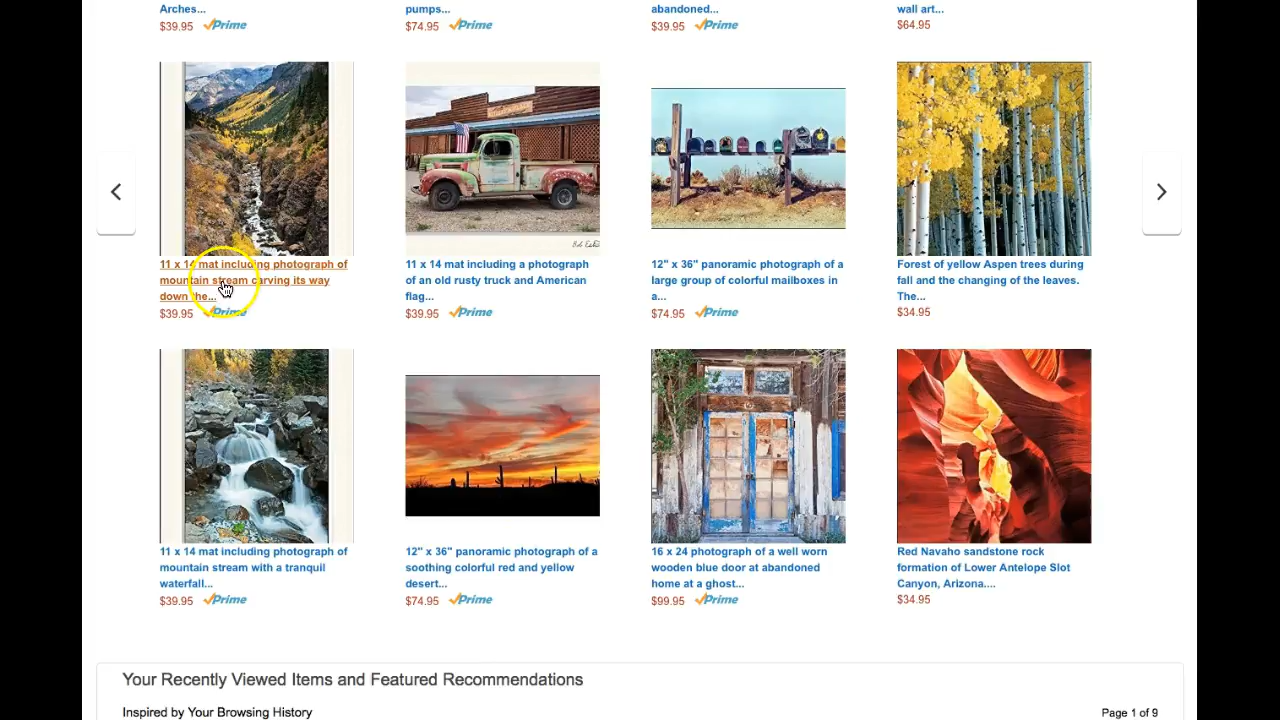 Arches...
$39.95 Prime
pumps...
$74.95 Prime
abandoned...
$39.95 Prime
wall art...
$64.95
11 x 14 mat including photograph of
mountain stream carving its way
down the...
$39.95 Prime
11 x 14 mat including a photograph
of an old rusty truck and American
flag...
$39.95 Prime
12" x 36" panoramic photograph of a
large group of colorful mailboxes in
a...
$74.95 Prime
Forest of yellow Aspen trees during
fall and the changing of the leaves.
The...
$34.95
11 x 14 mat including photograph of
mountain stream with a tranquil
waterfall...
$39.95 Prime
12" x 36" panoramic photograph of a
soothing colorful red and yellow
desert...
$74.95 Prime
16 x 24 photograph of a well worn
wooden blue door at abandoned
home at a ghost...
$99.95 Prime
Red Navaho sandstone rock
formation of Lower Antelope Slot
Canyon, Arizona....
$34.95
Your Recently Viewed Items and Featured Recommendations
Inspired by Your Browsing History
Page 1 of 9